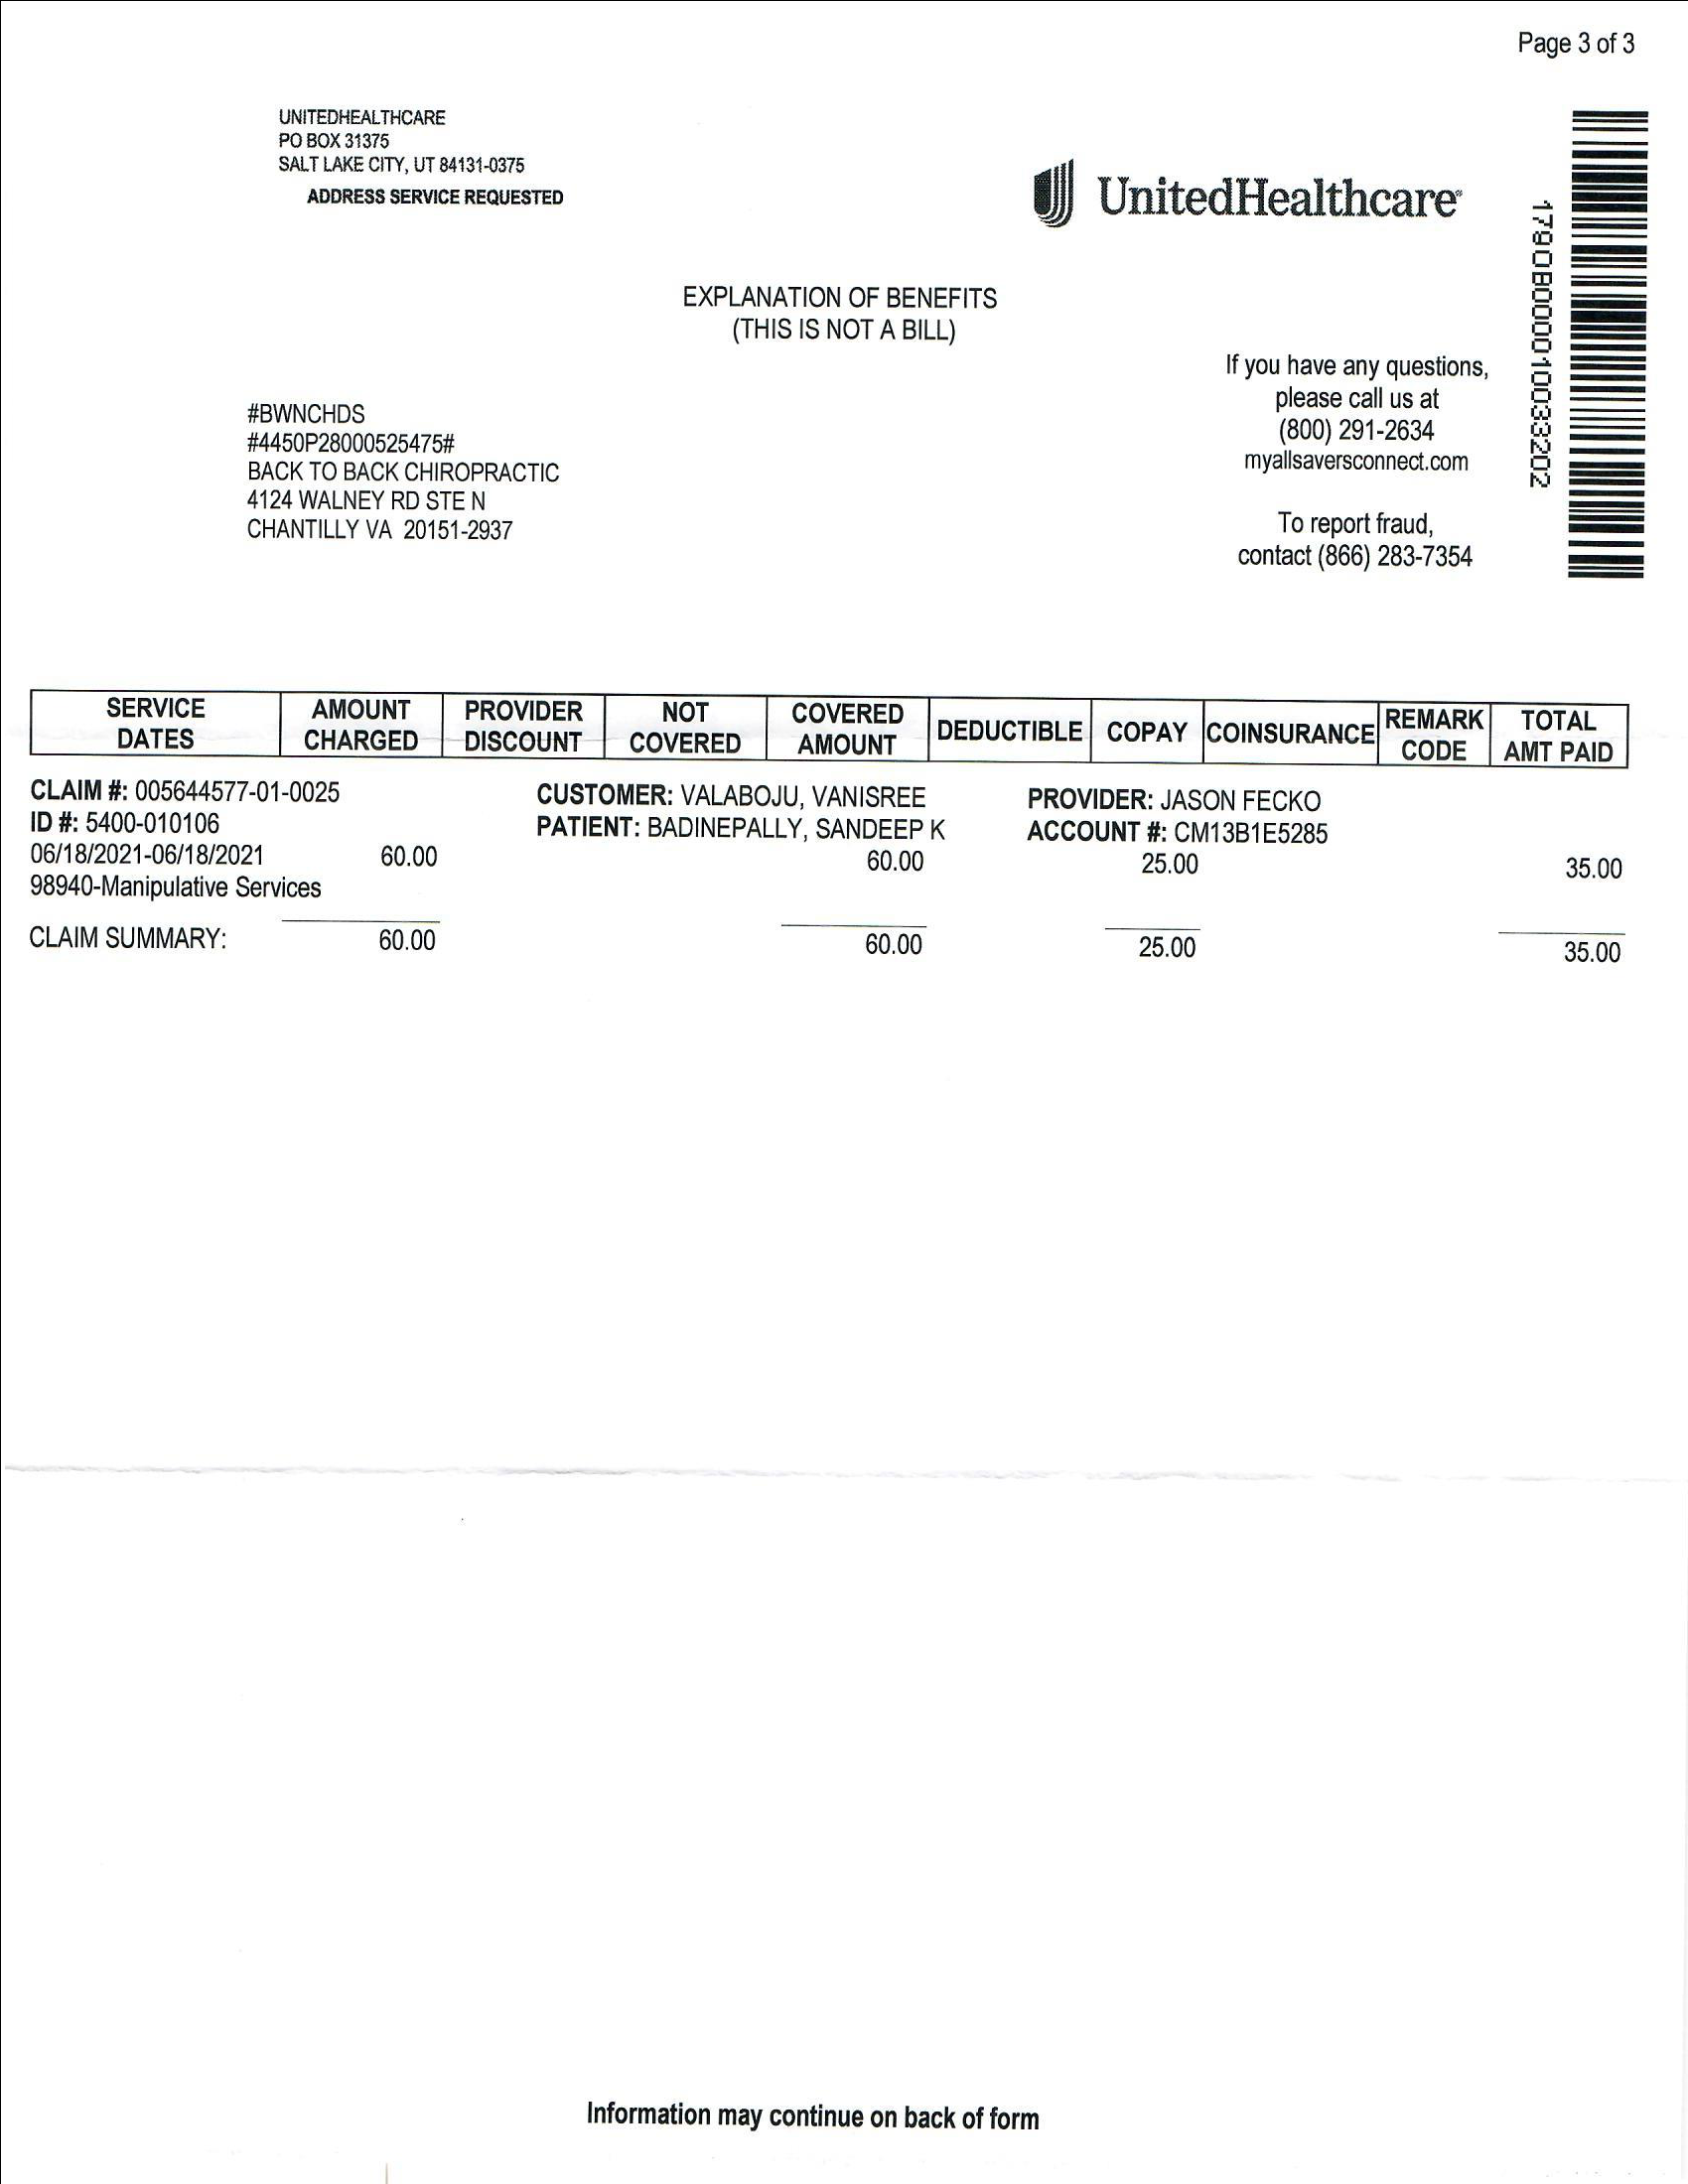 Page 3 of 3
UNITEDHEALTHCARE
PO BOX 31375
SALT LAKE CITY, UT 84131-0375
ADDRESS SERVICE REQUESTED
UnitedHealthcare®
17908000010033202
EXPLANATION OF BENEFITS
(THIS IS NOT A BILL)
If you have any questions,
please call us at
(800) 291-2634
myallsaversconnect.com
To report fraud,
contact (866) 283-7354
#BWNCHDS
#4450P28000525475#
BACK TO BACK CHIROPRACTIC
4124 WALNEY RD STE N
CHANTILLY VA 20151-2937
SERVICE DATES AMOUNT CHARGED PROVIDER DISCOUNT NOT COVERED COVERED AMOUNT DEDUCTIBLE COPAY COINSURANCE REMARK CODE TOTAL AMT PAID
CLAIM #: 005644577-01-0025 CUSTOMER: VALABOJU, VANISREE PROVIDER: JASON FECKO
ID #: 5400-010106 PATIENT: BADINEPALLY, SANDEEP K ACCOUNT #: CM13B1E5285
06/18/2021-06/18/2021 60.00 60.00 25.00 35.00
98940-Manipulative Services
CLAIM SUMMARY: 60.00 60.00 25.00 35.00
Information may continue on back of form